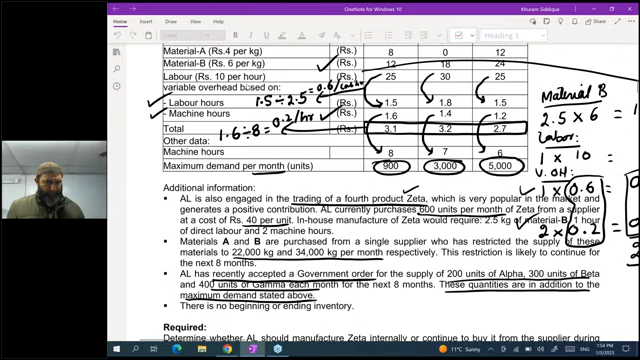 OneNote for Windows 10
Khuram Siddique
Home Insert Draw View Help
Heading 1
Share
Material-A (Rs.4 per kg) (Rs.) 8 0 12
Material-B (Rs. 6 per kg) (Rs.) 12 18 24
Labour (Rs. 10 per hour) (Rs.) 25 30 25
variable overhead based on:
- Labour hours 1.5÷2.5 = 0.6/ (Rs.) 1.5 1.8 1.5
- Machine hours 1.6 1.4 1.2
1.6÷8 = 0.2/hr
Total (Rs.) 3.1 3.2 2.7
Other data:
Machine hours 8 7 6
Maximum demand per month (units) 900 3,000 5,000
Additional information:
• AL is also engaged in the trading of a fourth product Zeta, which is very popular in the market and
generates a positive contribution. AL currently purchases 600 units per month of Zeta from a supplier
at a cost of Rs. 40 per unit. In-house manufacture of Zeta would require: 2.5 kg of material-B, 1 hour
of direct labour and 2 machine hours.
• Materials A and B are purchased from a single supplier who has restricted the supply of these
materials to 22,000 kg and 34,000 kg per month respectively. This restriction is likely to continue for
the next 8 months.
• AL has recently accepted a Government order for the supply of 200 units of Alpha, 300 units of Beta
and 400 units of Gamma each month for the next 8 months. These quantities are in addition to the
maximum demand stated above.
• There is no beginning or ending inventory.
Required:
Determine whether AL should manufacture Zeta internally or continue to buy it from the supplier during
Material B
2.5 × 6 = 1
Labor
1 × 10 =
V.OH
1 × 0.6 = 0
2 × 0.2 = 0
2
11°C Sunny
1:54 PM
1/3/2023